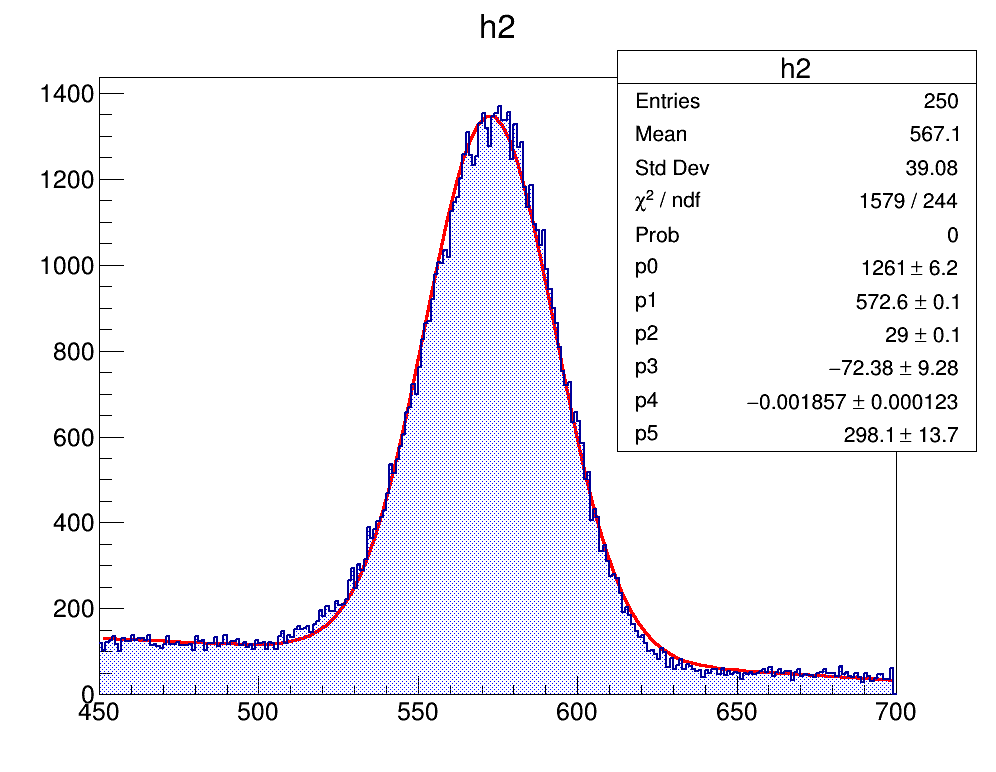 h2
h2
Entries 250
Mean 567.1
Std Dev 39.08
χ² / ndf 1579 / 244
Prob 0
p0 1261 ± 6.2
p1 572.6 ± 0.1
p2 29 ± 0.1
p3 −72.38 ± 9.28
p4 −0.001857 ± 0.000123
p5 298.1 ± 13.7
1400
1200
1000
800
600
400
200
0
450 500 550 600 650 700